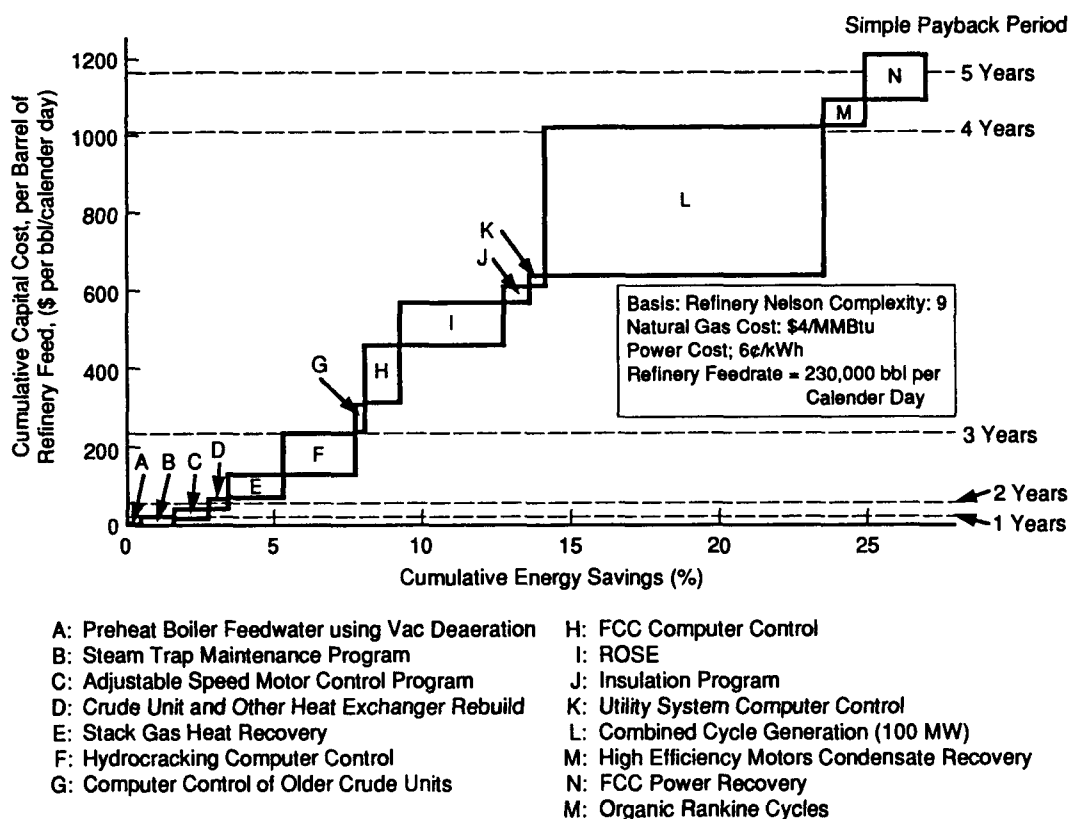 Simple Payback Period
Cumulative Capital Cost, per Barrel of
Refinery Feed, ($ per bbl/calender day)
1200
1000
800
600
400
200
0
5 Years
4 Years
3 Years
2 Years
1 Years
A
B
C
D
E
F
G
H
I
J
K
L
M
N
Basis: Refinery Nelson Complexity: 9
Natural Gas Cost: $4/MMBtu
Power Cost; 6¢/kWh
Refinery Feedrate = 230,000 bbl per
Calender Day
0 5 10 15 20 25
Cumulative Energy Savings (%)
A: Preheat Boiler Feedwater using Vac Deaeration
B: Steam Trap Maintenance Program
C: Adjustable Speed Motor Control Program
D: Crude Unit and Other Heat Exchanger Rebuild
E: Stack Gas Heat Recovery
F: Hydrocracking Computer Control
G: Computer Control of Older Crude Units
H: FCC Computer Control
I: ROSE
J: Insulation Program
K: Utility System Computer Control
L: Combined Cycle Generation (100 MW)
M: High Efficiency Motors Condensate Recovery
N: FCC Power Recovery
M: Organic Rankine Cycles